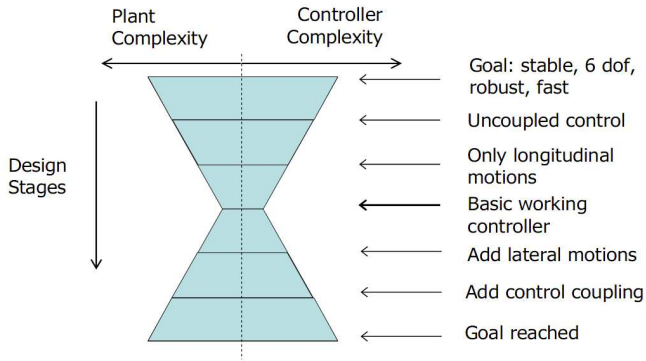 Plant
Complexity
Controller
Complexity
Goal: stable, 6 dof,
robust, fast
Uncoupled control
Only longitudinal
motions
Design
Stages
Basic working
controller
Add lateral motions
Add control coupling
Goal reached